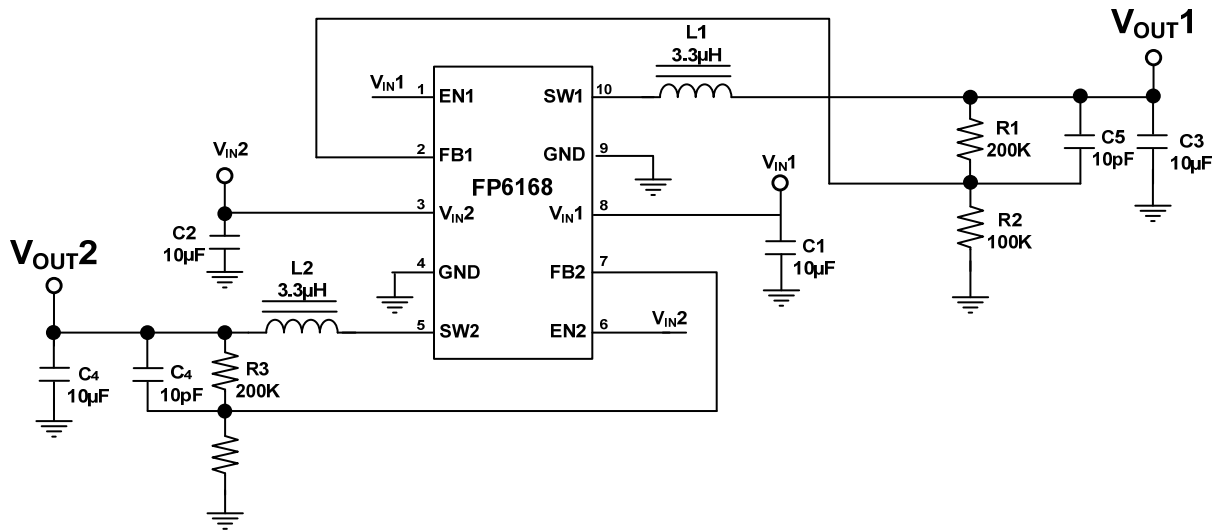 VOUT1
L1
3.3µH
VIN1
1
EN1
SW1
10
R1
200K
C5
10pF
C3
10µF
VIN2
2
FB1
GND
9
VIN1
FP6168
3
VIN2
VIN1
8
R2
100K
C2
10µF
C1
10µF
VOUT2
L2
3.3µH
4
GND
FB2
7
5
SW2
EN2
6
VIN2
C4
10µF
C4
10pF
R3
200K